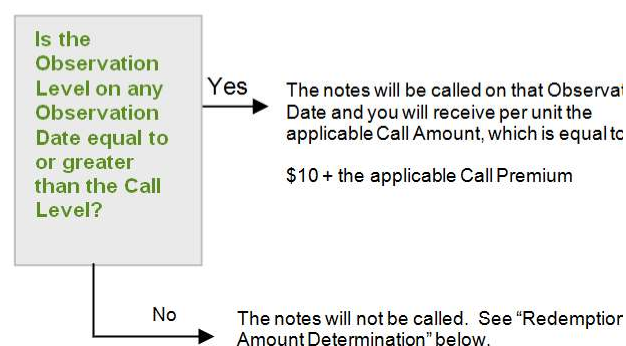 Is the
Observation
Level on any
Observation
Date equal to
or greater
than the Call
Level?
Yes
The notes will be called on that Observat
Date and you will receive per unit the
applicable Call Amount, which is equal to
$10 + the applicable Call Premium
No
The notes will not be called. See “Redemption
Amount Determination” below.